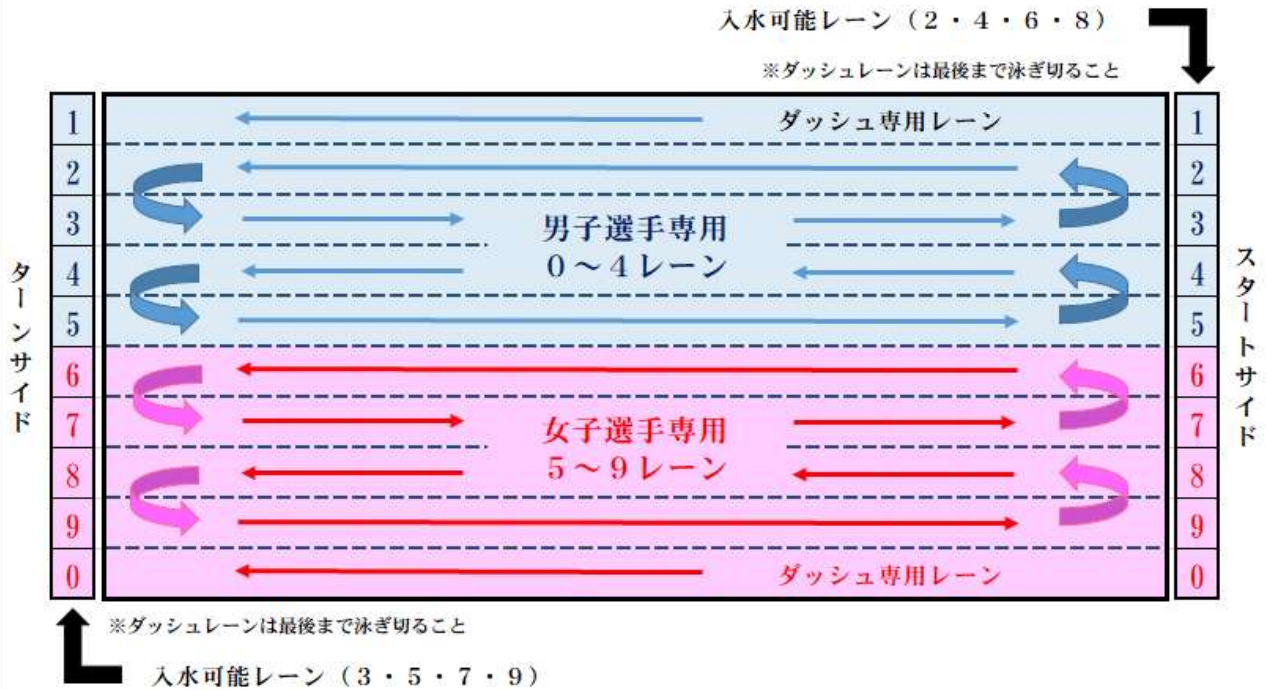 入水可能レーン（２・４・６・８）
※ダッシュレーンは最後まで泳ぎ切ること
1 ダッシュ専用レーン 1
2 2
3 3
男子選手専用
０～４レーン
4 4
5 5
6 6
7 7
女子選手専用
５～９レーン
8 8
9 9
0 ダッシュ専用レーン 0
ターンサイド
スタートサイド
※ダッシュレーンは最後まで泳ぎ切ること
入水可能レーン（３・５・７・９）